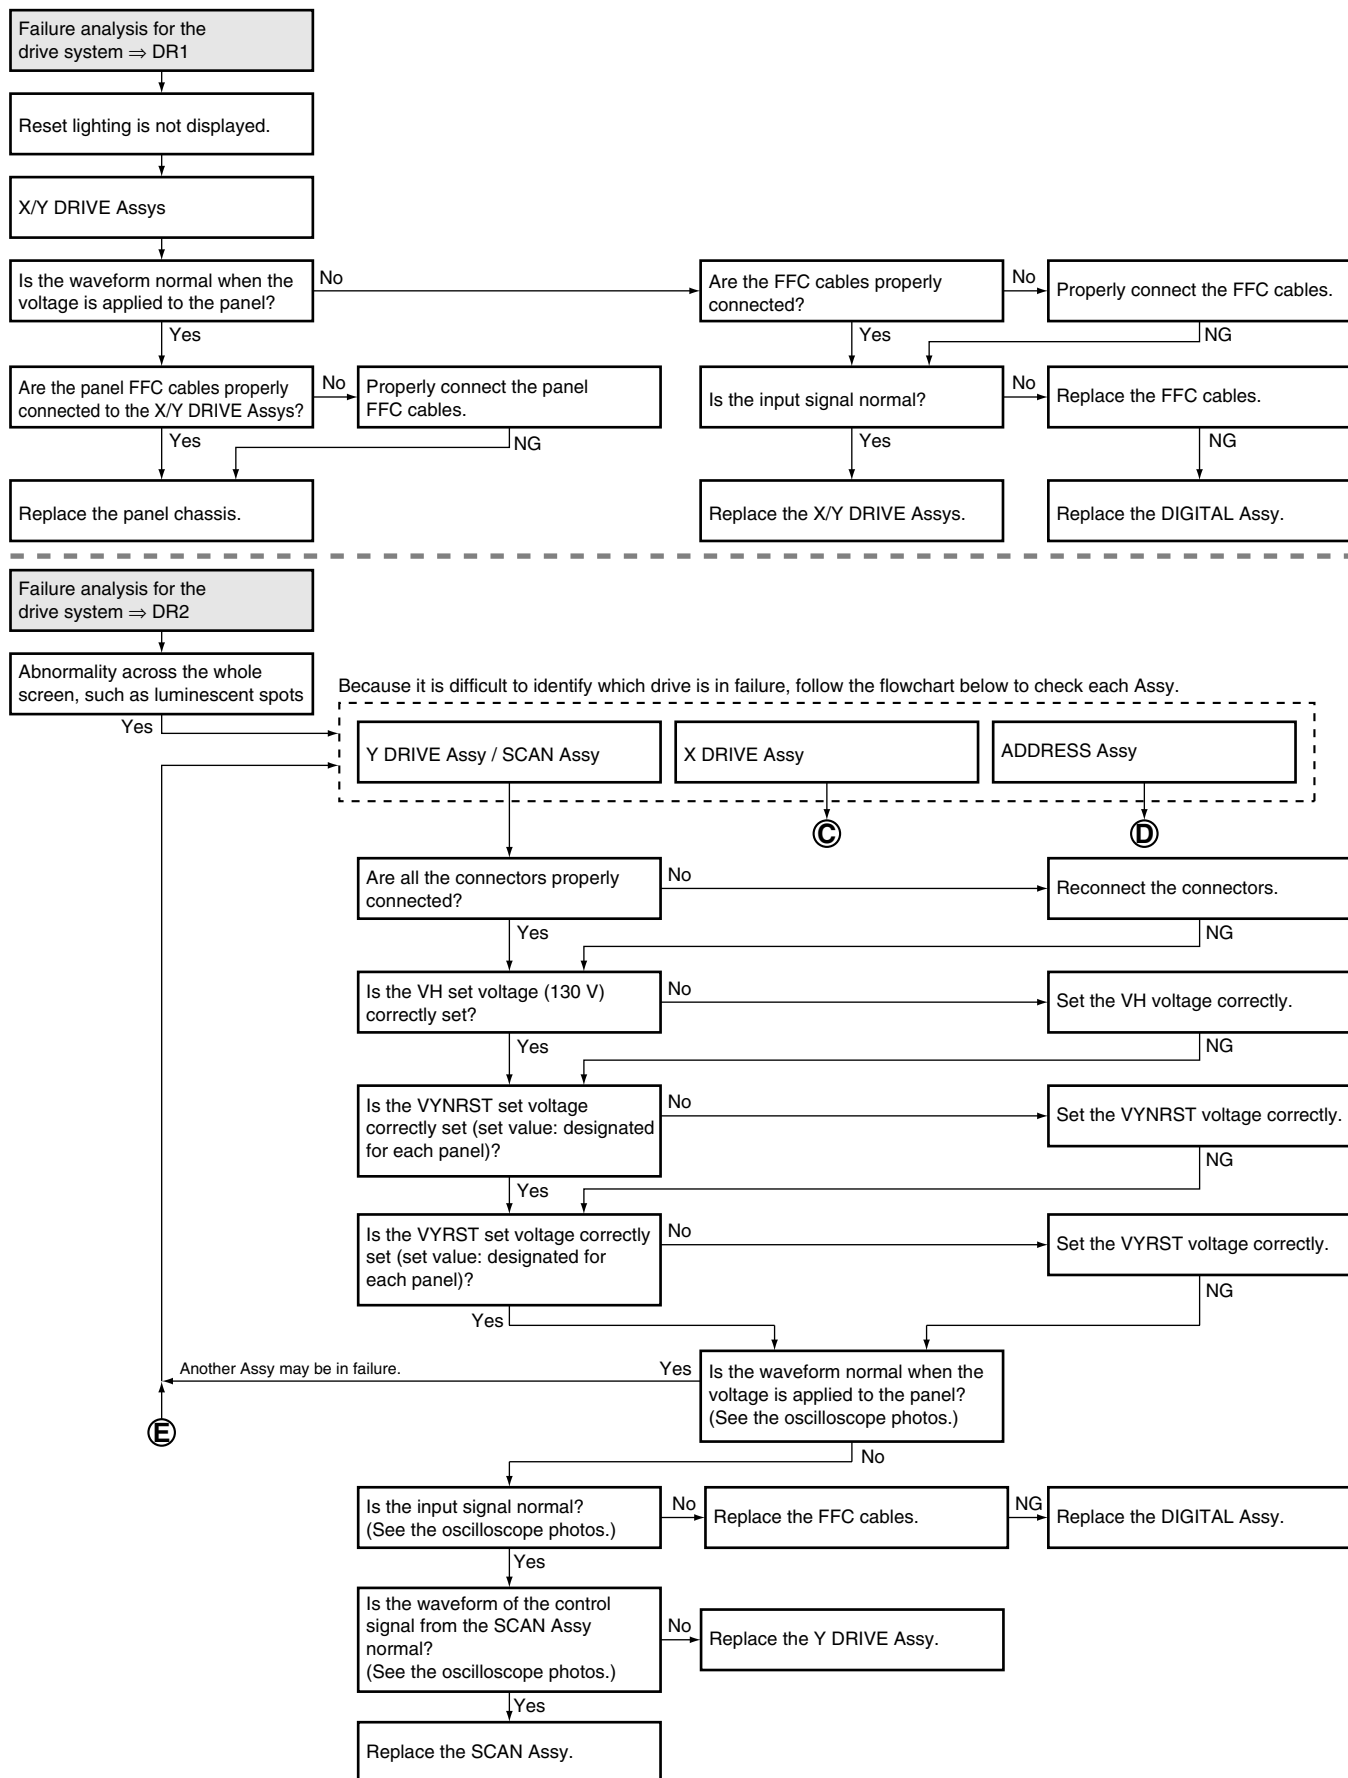 Failure analysis for the
drive system ⇒ DR1
Reset lighting is not displayed.
X/Y DRIVE Assys
Is the waveform normal when the
voltage is applied to the panel?
No
Are the FFC cables properly
connected?
No
Properly connect the FFC cables.
Yes
Yes
NG
Are the panel FFC cables properly
connected to the X/Y DRIVE Assys?
No
Properly connect the panel
FFC cables.
Is the input signal normal?
No
Replace the FFC cables.
Yes
NG
Yes
NG
Replace the panel chassis.
Replace the X/Y DRIVE Assys.
Replace the DIGITAL Assy.
Failure analysis for the
drive system ⇒ DR2
Abnormality across the whole
screen, such as luminescent spots
Yes
Because it is difficult to identify which drive is in failure, follow the flowchart below to check each Assy.
Y DRIVE Assy / SCAN Assy
X DRIVE Assy
ADDRESS Assy
C
D
Are all the connectors properly
connected?
No
Reconnect the connectors.
Yes
NG
Is the VH set voltage (130 V)
correctly set?
No
Set the VH voltage correctly.
Yes
NG
Is the VYNRST set voltage
correctly set (set value: designated
for each panel)?
No
Set the VYNRST voltage correctly.
Yes
NG
Is the VYRST set voltage correctly
set (set value: designated for
each panel)?
No
Set the VYRST voltage correctly.
Yes
NG
Another Assy may be in failure.
Yes
Is the waveform normal when the
voltage is applied to the panel?
(See the oscilloscope photos.)
E
No
Is the input signal normal?
(See the oscilloscope photos.)
No
Replace the FFC cables.
NG
Replace the DIGITAL Assy.
Yes
Is the waveform of the control
signal from the SCAN Assy
normal?
(See the oscilloscope photos.)
No
Replace the Y DRIVE Assy.
Yes
Replace the SCAN Assy.